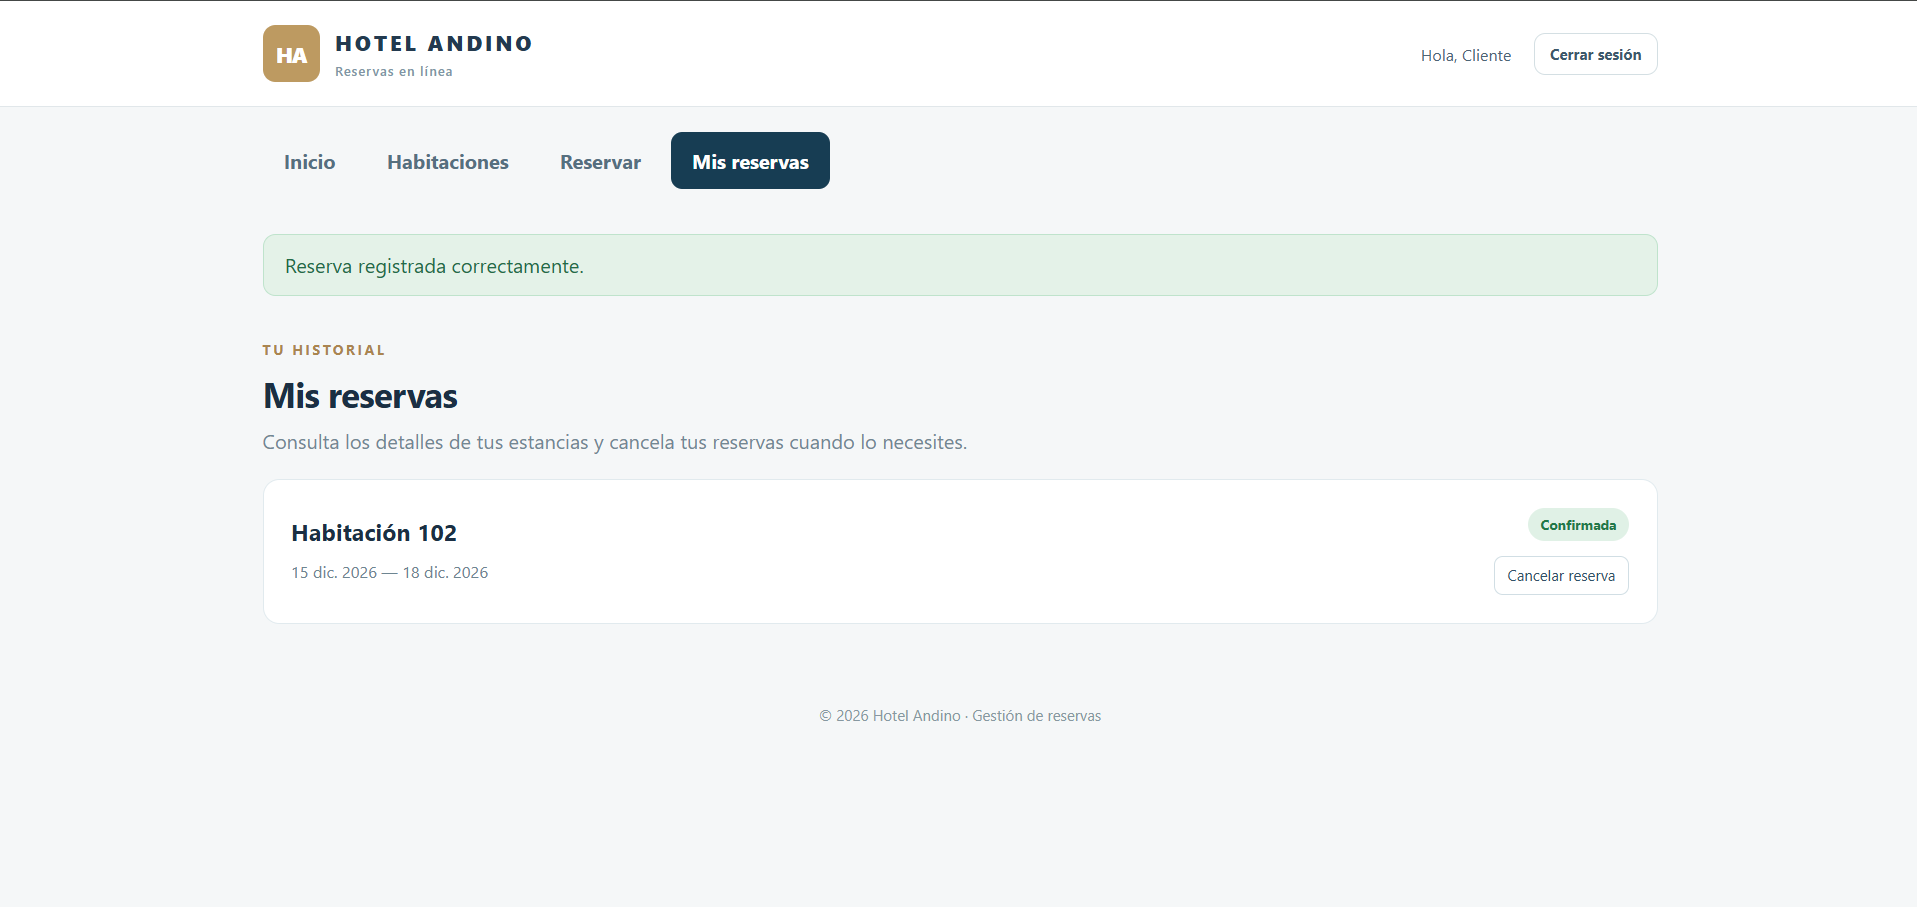 HA
HOTEL ANDINO
Reservas en línea
Hola, Cliente
Cerrar sesión
Inicio
Habitaciones
Reservar
Mis reservas
Reserva registrada correctamente.
TU HISTORIAL
Mis reservas
Consulta los detalles de tus estancias y cancela tus reservas cuando lo necesites.
Habitación 102
15 dic. 2026 — 18 dic. 2026
Confirmada
Cancelar reserva
© 2026 Hotel Andino · Gestión de reservas